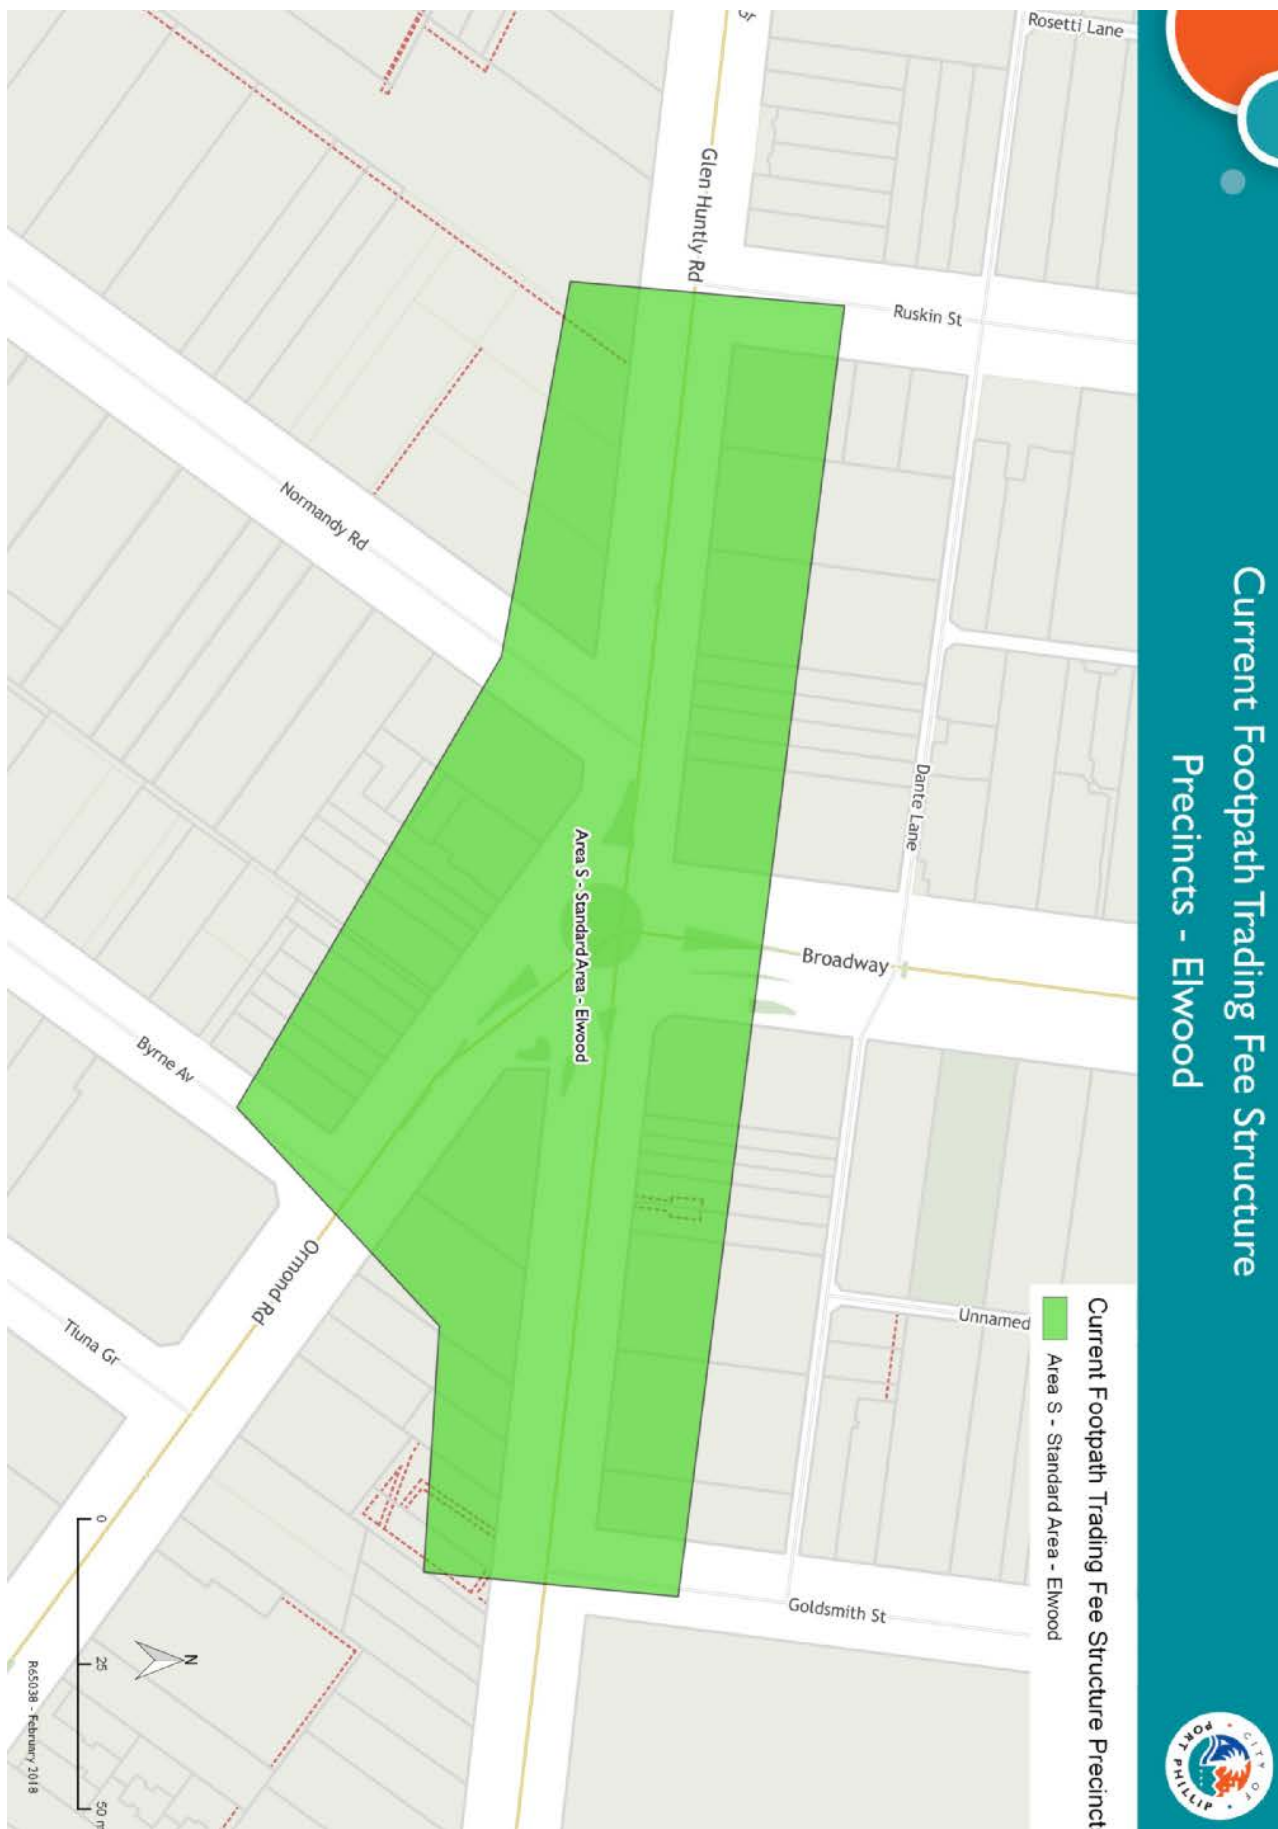 Current Footpath Trading Fee Structure
Precincts - Elwood
CITY OF
PORT PHILLIP
Current Footpath Trading Fee Structure Precinct
Area S - Standard Area - Elwood
Rosetti Lane
Gr
Glen Huntly Rd
Ruskin St
Normandy Rd
Dante Lane
Area S - Standard Area - Elwood
Broadway
Byrne Av
Ormond Rd
Tiuna Gr
Unnamed
Goldsmith St
N
0
25
50 m
R65038 - February 2018